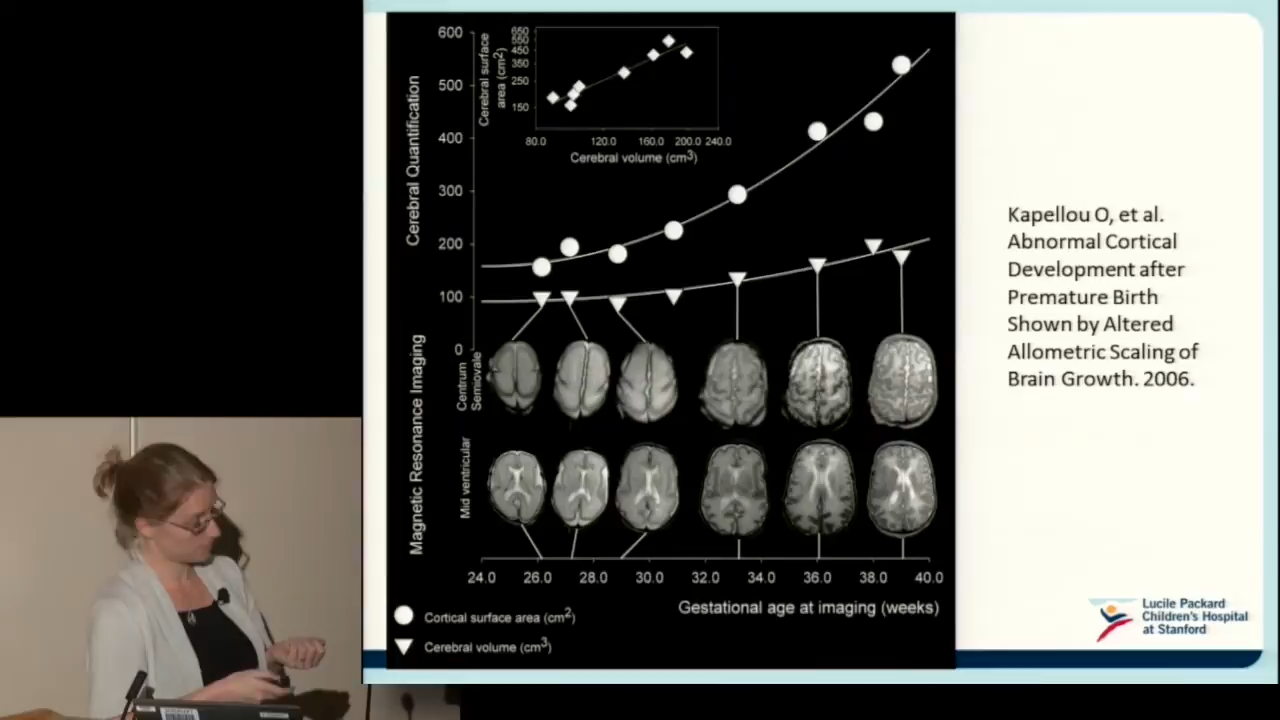 600
500
400
300
200
100
0
Cerebral Quantification
Magnetic Resonance Imaging
Cerebral surface
area (cm2)
650
550
450
350
250
150
80.0 120.0 160.0 200.0 240.0
Cerebral volume (cm3)
Centrum
Semiovale
Mid ventricular
24.0 26.0 28.0 30.0 32.0 34.0 36.0 38.0 40.0
Gestational age at imaging (weeks)
Cortical surface area (cm2)
Cerebral volume (cm3)
Kapellou O, et al.
Abnormal Cortical
Development after
Premature Birth
Shown by Altered
Allometric Scaling of
Brain Growth. 2006.
Lucile Packard
Children's Hospital
at Stanford